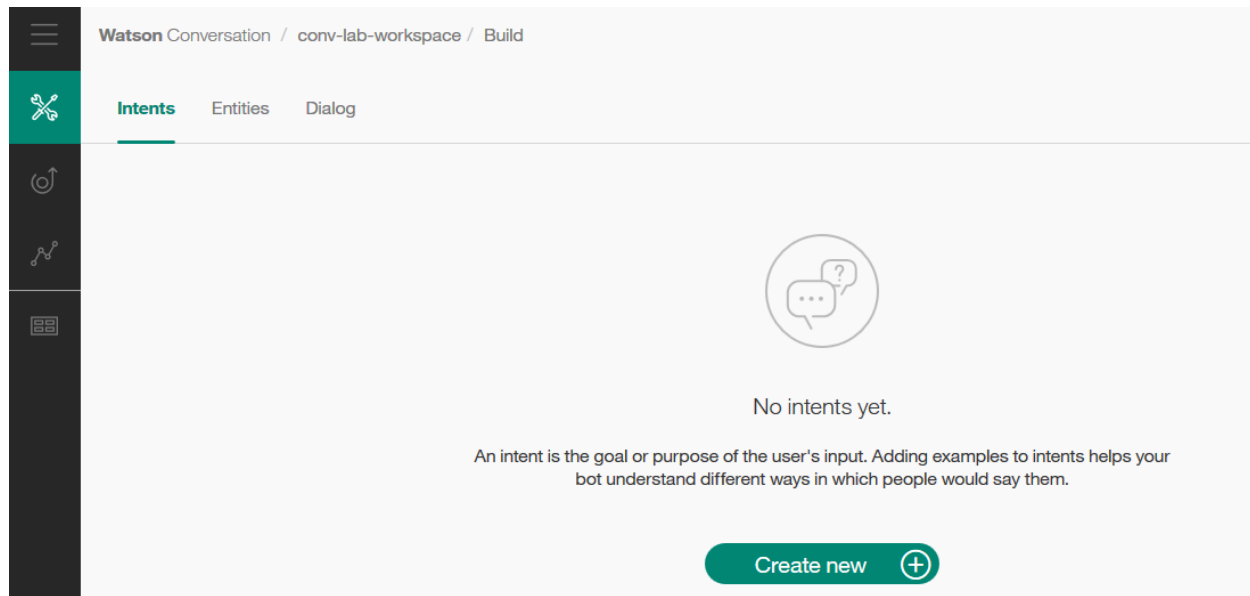 Watson Conversation / conv-lab-workspace / Build
Intents Entities Dialog
?
No intents yet.
An intent is the goal or purpose of the user's input. Adding examples to intents helps your
bot understand different ways in which people would say them.
Create new